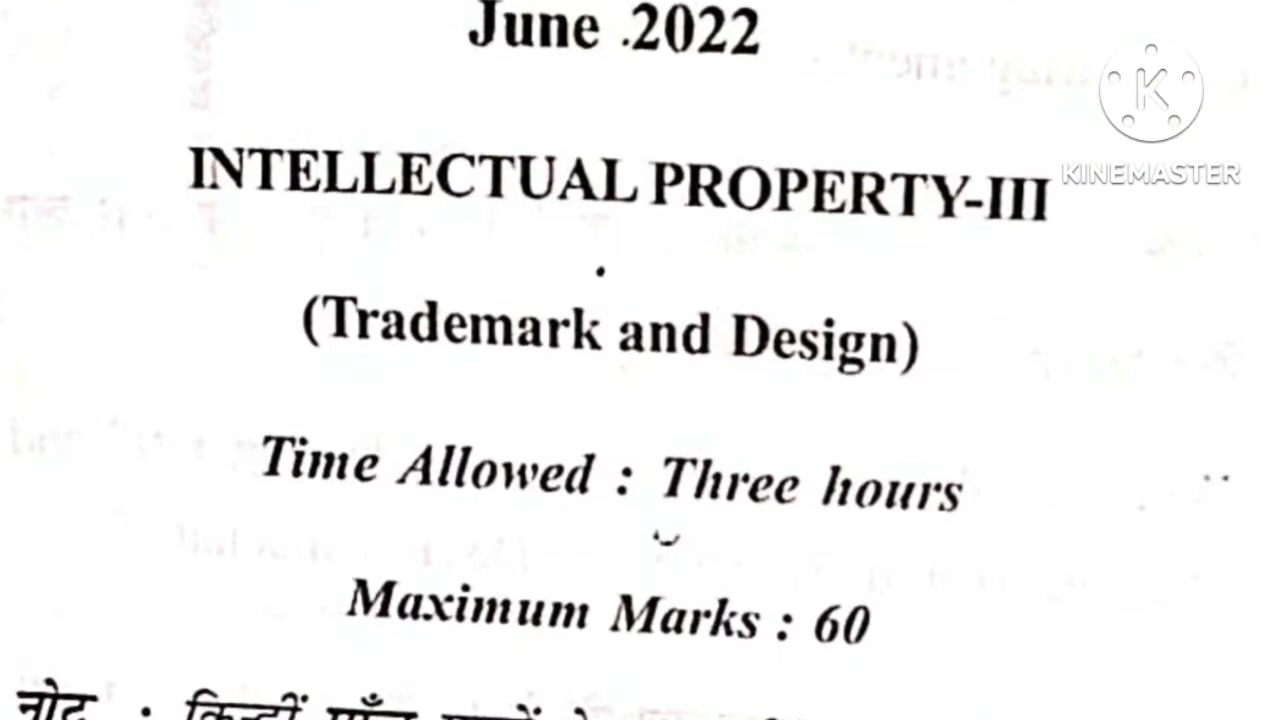 June 2022
INTELLECTUAL PROPERTY-III
(Trademark and Design)
Time Allowed : Three hours
Maximum Marks : 60
नोट : किन्हीं पाँच
K
KINEMASTER